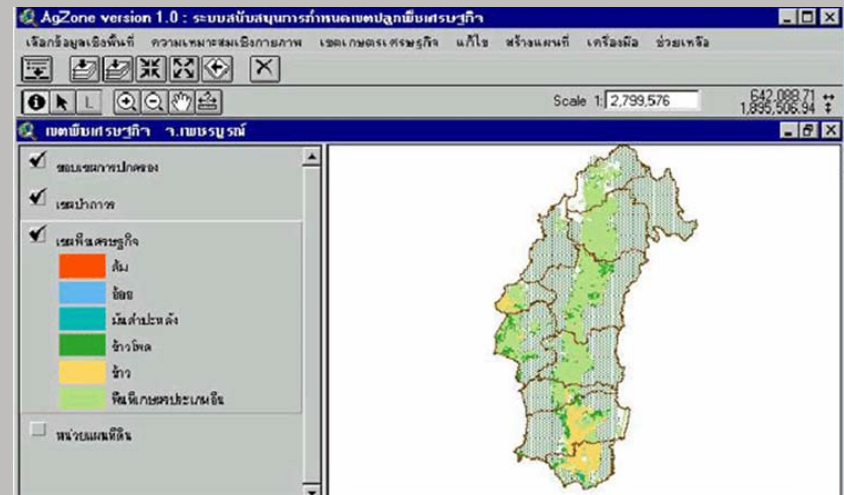 AgZone version 1.0 : ระบบสนับสนุนการกำหนดเขตปลูกพืชเศรษฐกิจ
เลือกข้อมูลเชิงพื้นที่ ความเหมาะสมเชิงกายภาพ เขตเกษตรเศรษฐกิจ แก้ไข สร้างแผนที่ เครื่องมือ ช่วยเหลือ
L Scale 1: 2,799,576 642,088.71
1,895,506.94
เขตพืชเศรษฐกิจ จ.เพชรบูรณ์
ขอบเขตการปกครอง
เขตป่าถาวร
เขตพืชเศรษฐกิจ
ส้ม
อ้อย
มันสำปะหลัง
ข้าวโพด
ข้าว
พื้นที่เกษตรประเภทอื่น
หน่วยแผนที่ดิน